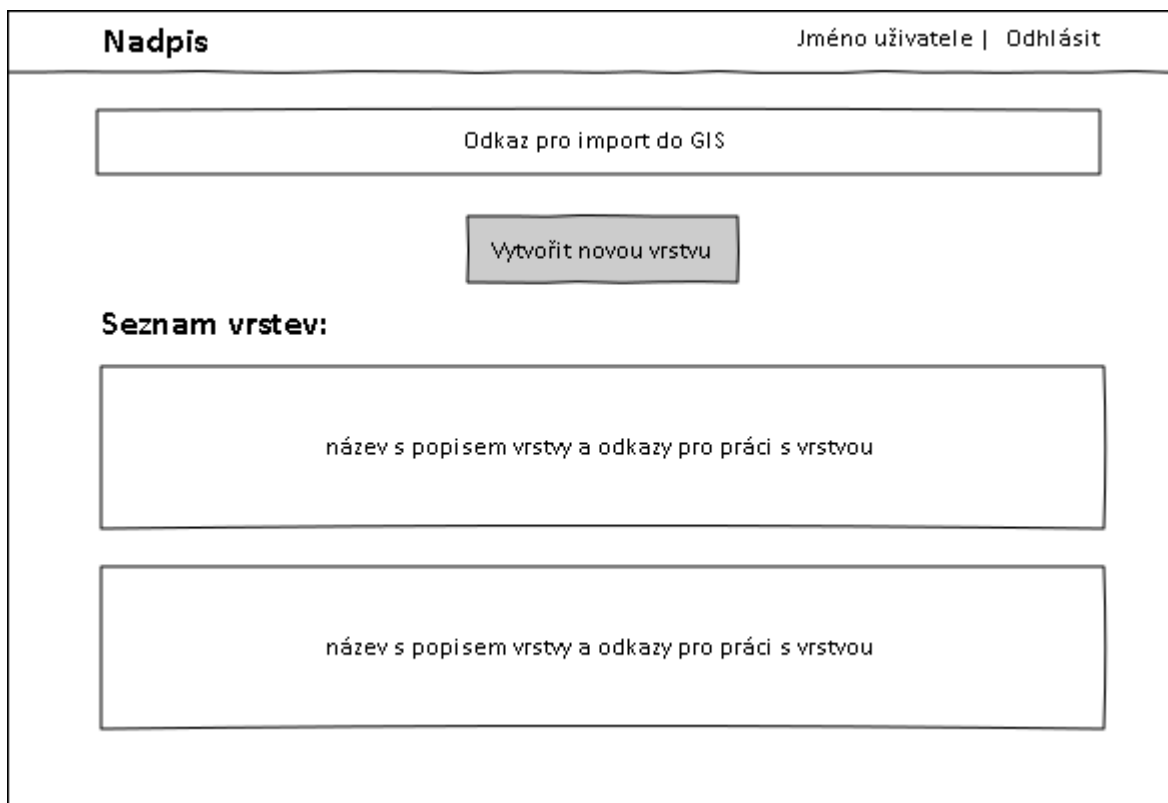 Nadpis
Jméno uživatele | Odhlásit
Odkaz pro import do GIS
Vytvořit novou vrstvu
Seznam vrstev:
název s popisem vrstvy a odkazy pro práci s vrstvou
název s popisem vrstvy a odkazy pro práci s vrstvou